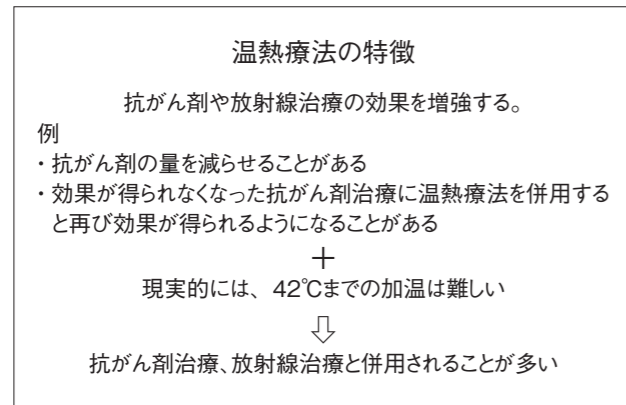 温熱療法の特徴
抗がん剤や放射線治療の効果を増強する。
例
・抗がん剤の量を減らせることがある
・効果が得られなくなった抗がん剤治療に温熱療法を併用する
と再び効果が得られるようになることがある
＋
現実的には、42℃までの加温は難しい
⇩
抗がん剤治療、放射線治療と併用されることが多い